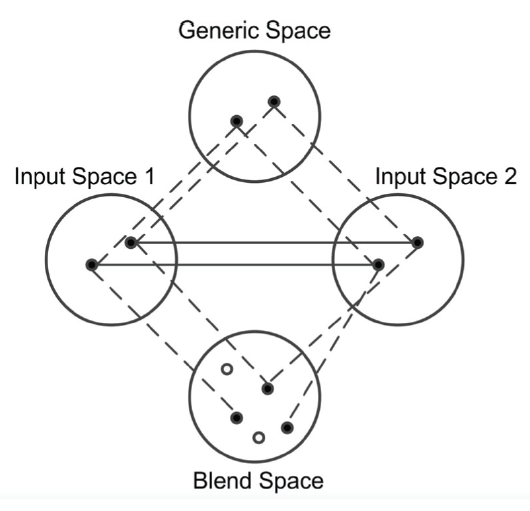 Generic Space
Input Space 1
Input Space 2
Blend Space